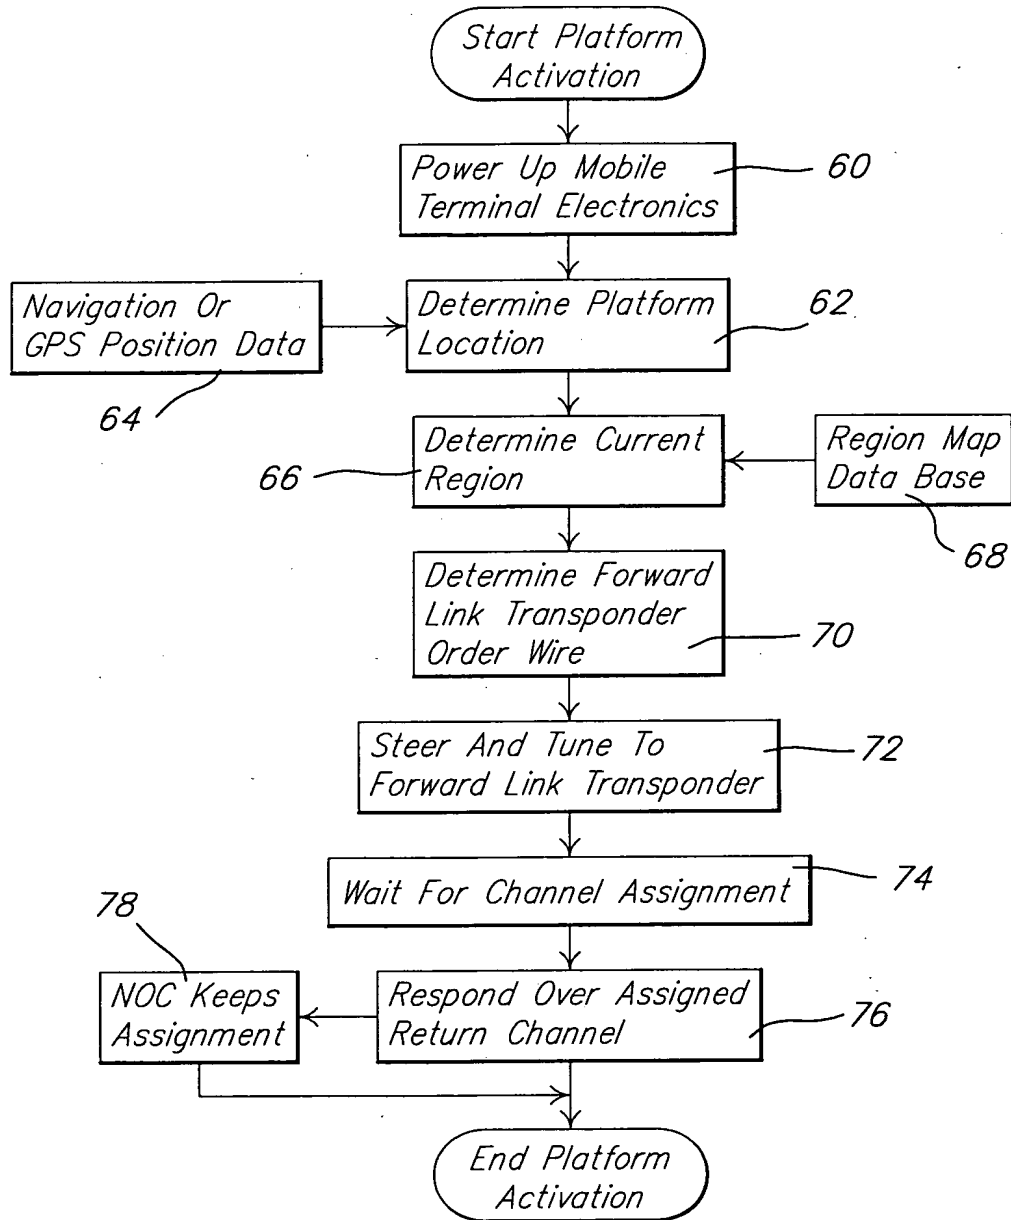 Start Platform
Activation
Power Up Mobile
Terminal Electronics
60
Navigation Or
GPS Position Data
64
Determine Platform
Location
62
Determine Current
Region
66
Region Map
Data Base
68
Determine Forward
Link Transponder
Order Wire
70
Steer And Tune To
Forward Link Transponder
72
Wait For Channel Assignment
74
78
NOC Keeps
Assignment
Respond Over Assigned
Return Channel
76
End Platform
Activation